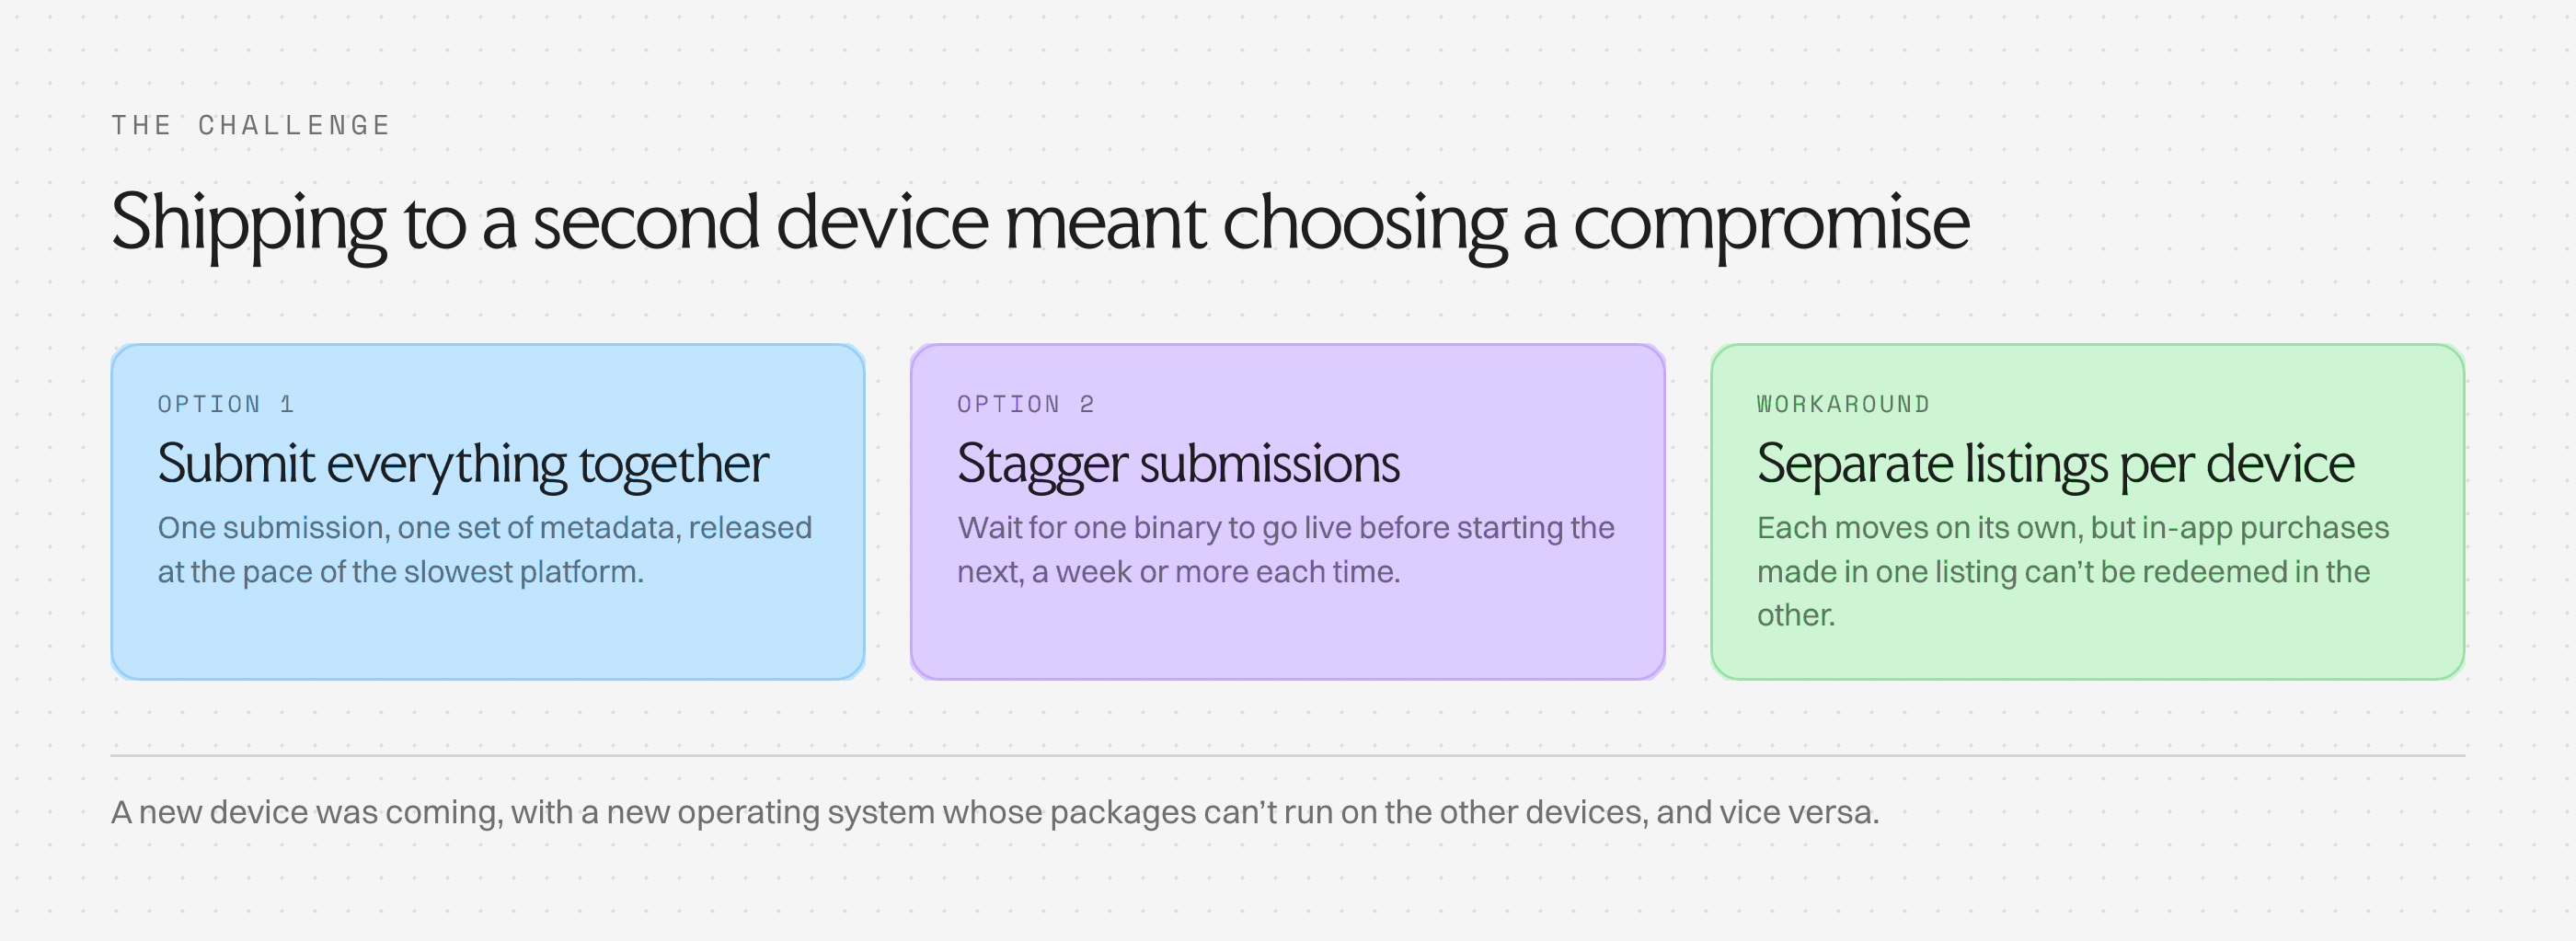 THE CHALLENGE
Shipping to a second device meant choosing a compromise
OPTION 1
Submit everything together
One submission, one set of metadata, released
at the pace of the slowest platform.
OPTION 2
Stagger submissions
Wait for one binary to go live before starting the
next, a week or more each time.
WORKAROUND
Separate listings per device
Each moves on its own, but in-app purchases
made in one listing can’t be redeemed in the
other.
A new device was coming, with a new operating system whose packages can’t run on the other devices, and vice versa.